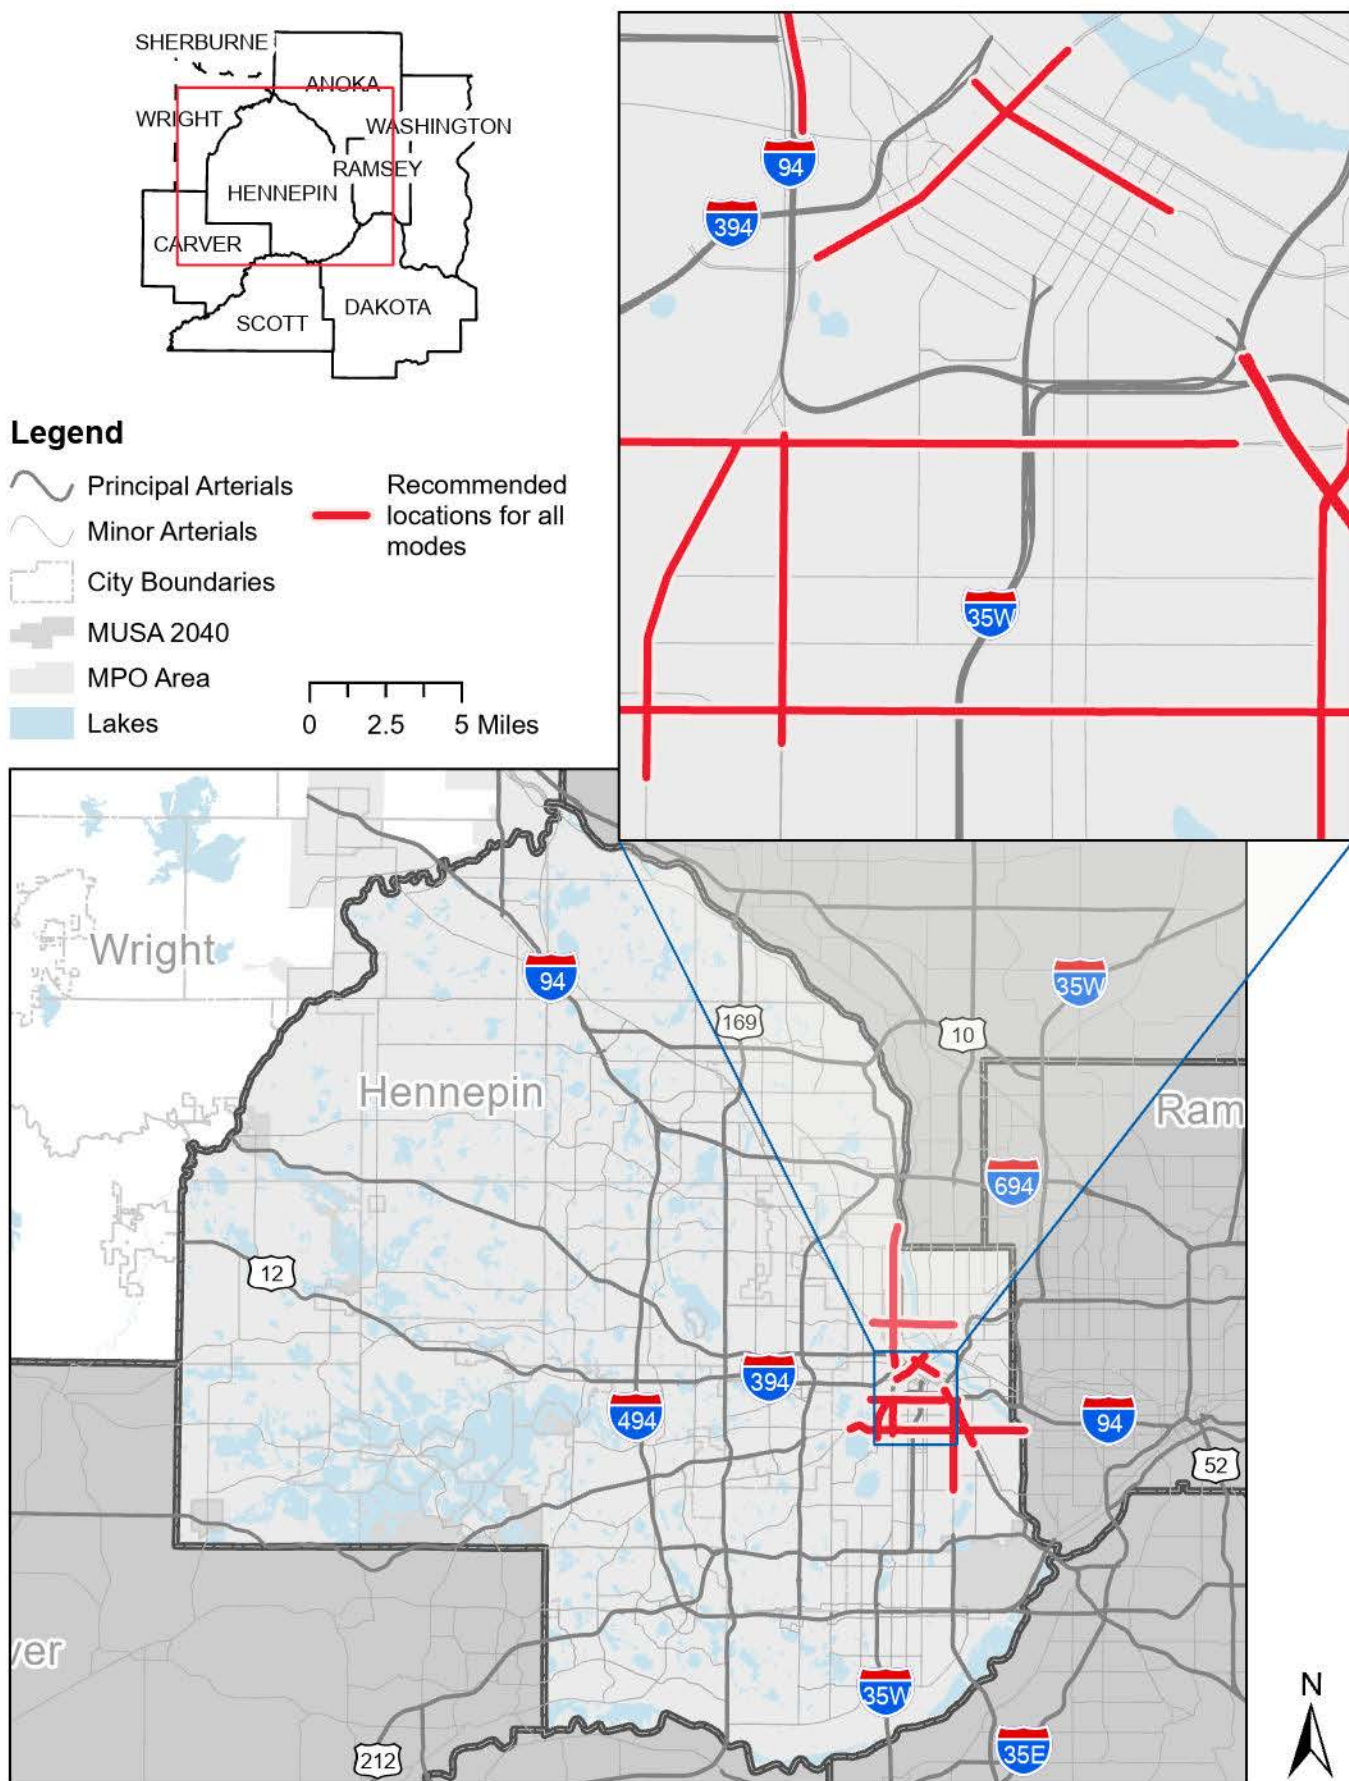 SHERBURNE
ANOKA
WRIGHT
WASHINGTON
RAMSEY
HENNEPIN
CARVER
DAKOTA
SCOTT
94
394
35W
Legend
Principal Arterials
Minor Arterials
City Boundaries
MUSA 2040
MPO Area
Lakes
Recommended
locations for all
modes
0 2.5 5 Miles
Wright
94
35W
169
10
Hennepin
Ram
694
12
394
494
94
52
ver
35W
35E
212
N